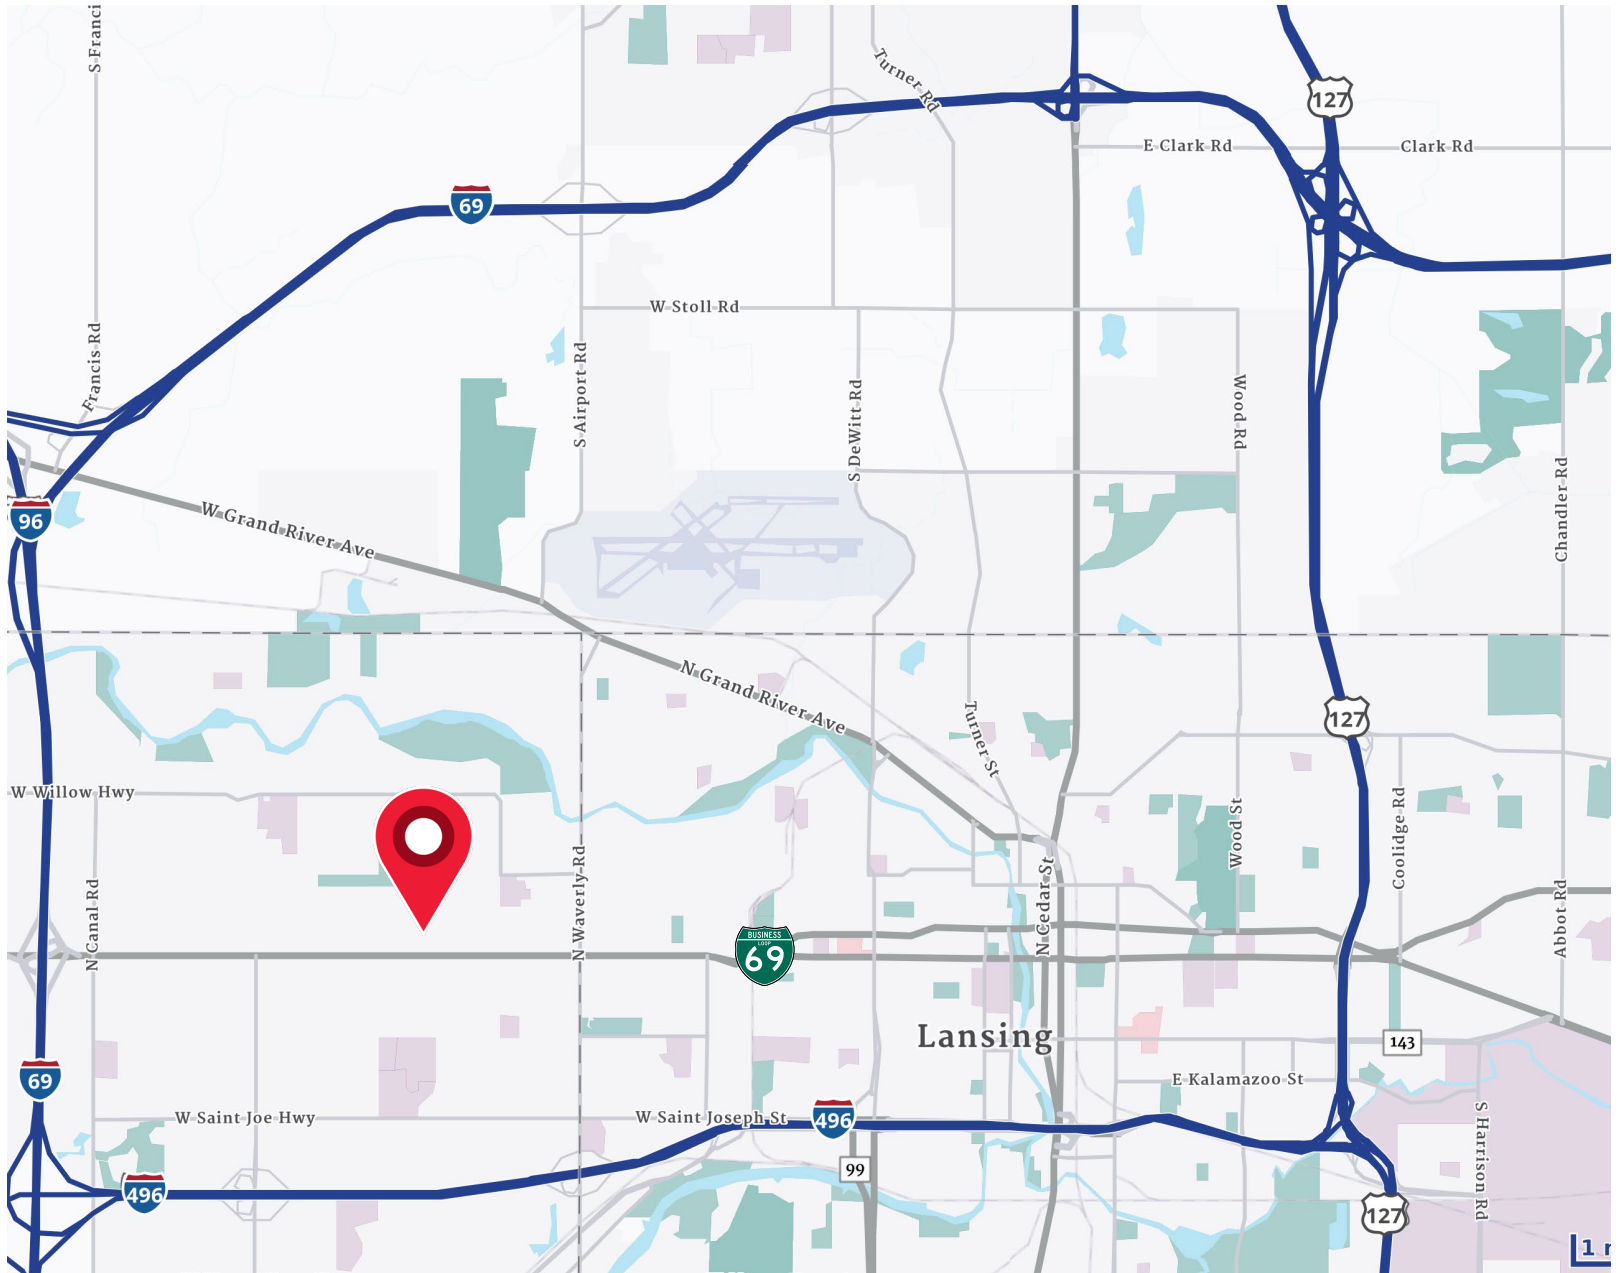 S Franci
Turner Rd
127
E Clark Rd
Clark Rd
69
W Stoll Rd
Francis Rd
S Airport Rd
S DeWitt Rd
Wood Rd
Chandler Rd
96
W Grand River Ave
N Grand River Ave
Turner St
127
W Willow Hwy
Wood St
Coolidge Rd
N Canal Rd
N Waverly Rd
N Cedar St
Abbot Rd
BUSINESS
LOOP
69
Lansing
143
69
E Kalamazoo St
W Saint Joe Hwy
W Saint Joseph St
496
S Harrison Rd
99
496
127
1